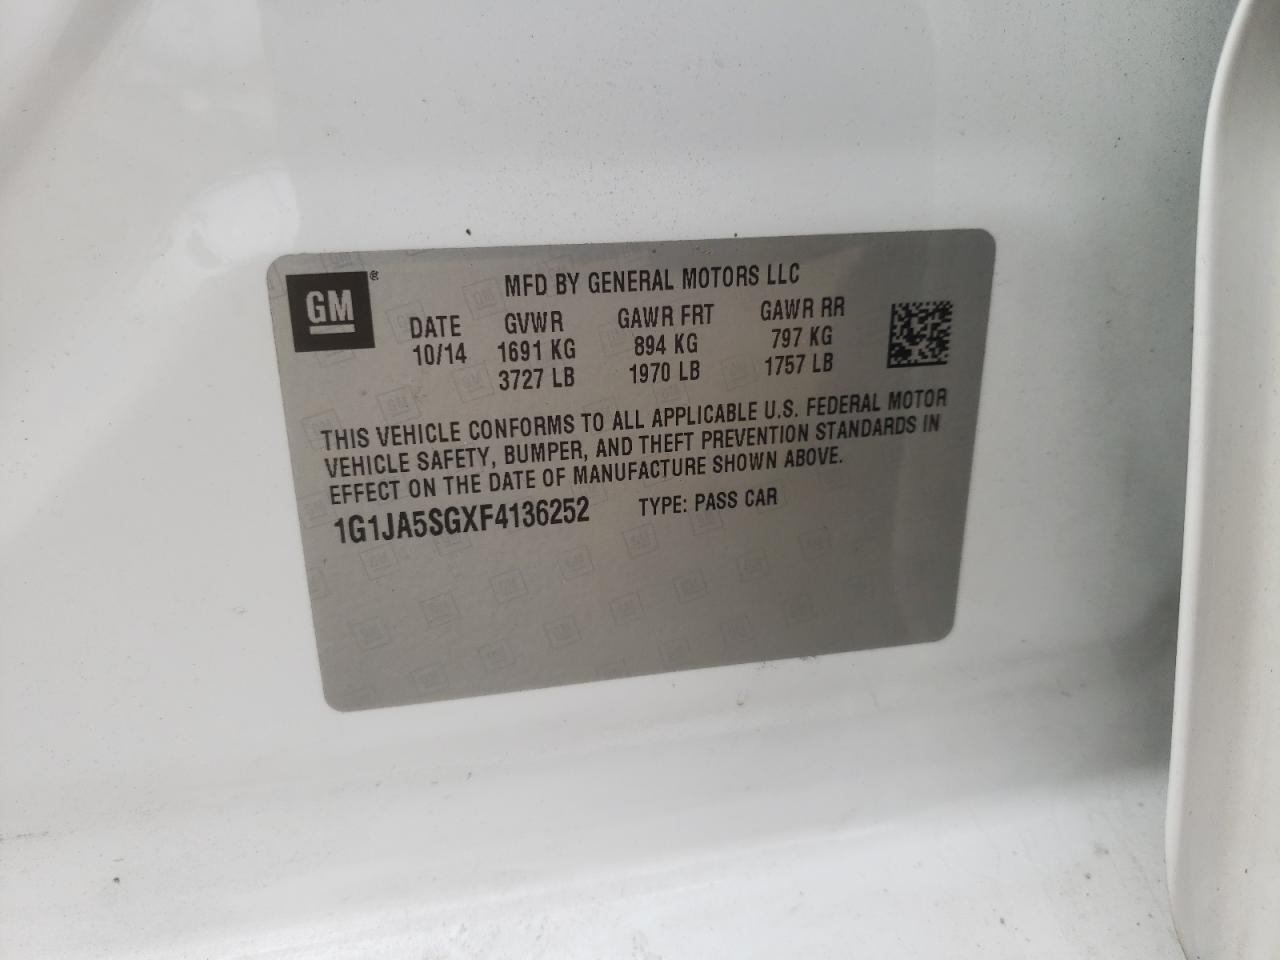 GM®
MFD BY GENERAL MOTORS LLC
DATE GVWR GAWR FRT GAWR RR
10/14 1691 KG 894 KG 797 KG
3727 LB 1970 LB 1757 LB
THIS VEHICLE CONFORMS TO ALL APPLICABLE U.S. FEDERAL MOTOR
VEHICLE SAFETY, BUMPER, AND THEFT PREVENTION STANDARDS IN
EFFECT ON THE DATE OF MANUFACTURE SHOWN ABOVE.
1G1JA5SGXF4136252 TYPE: PASS CAR